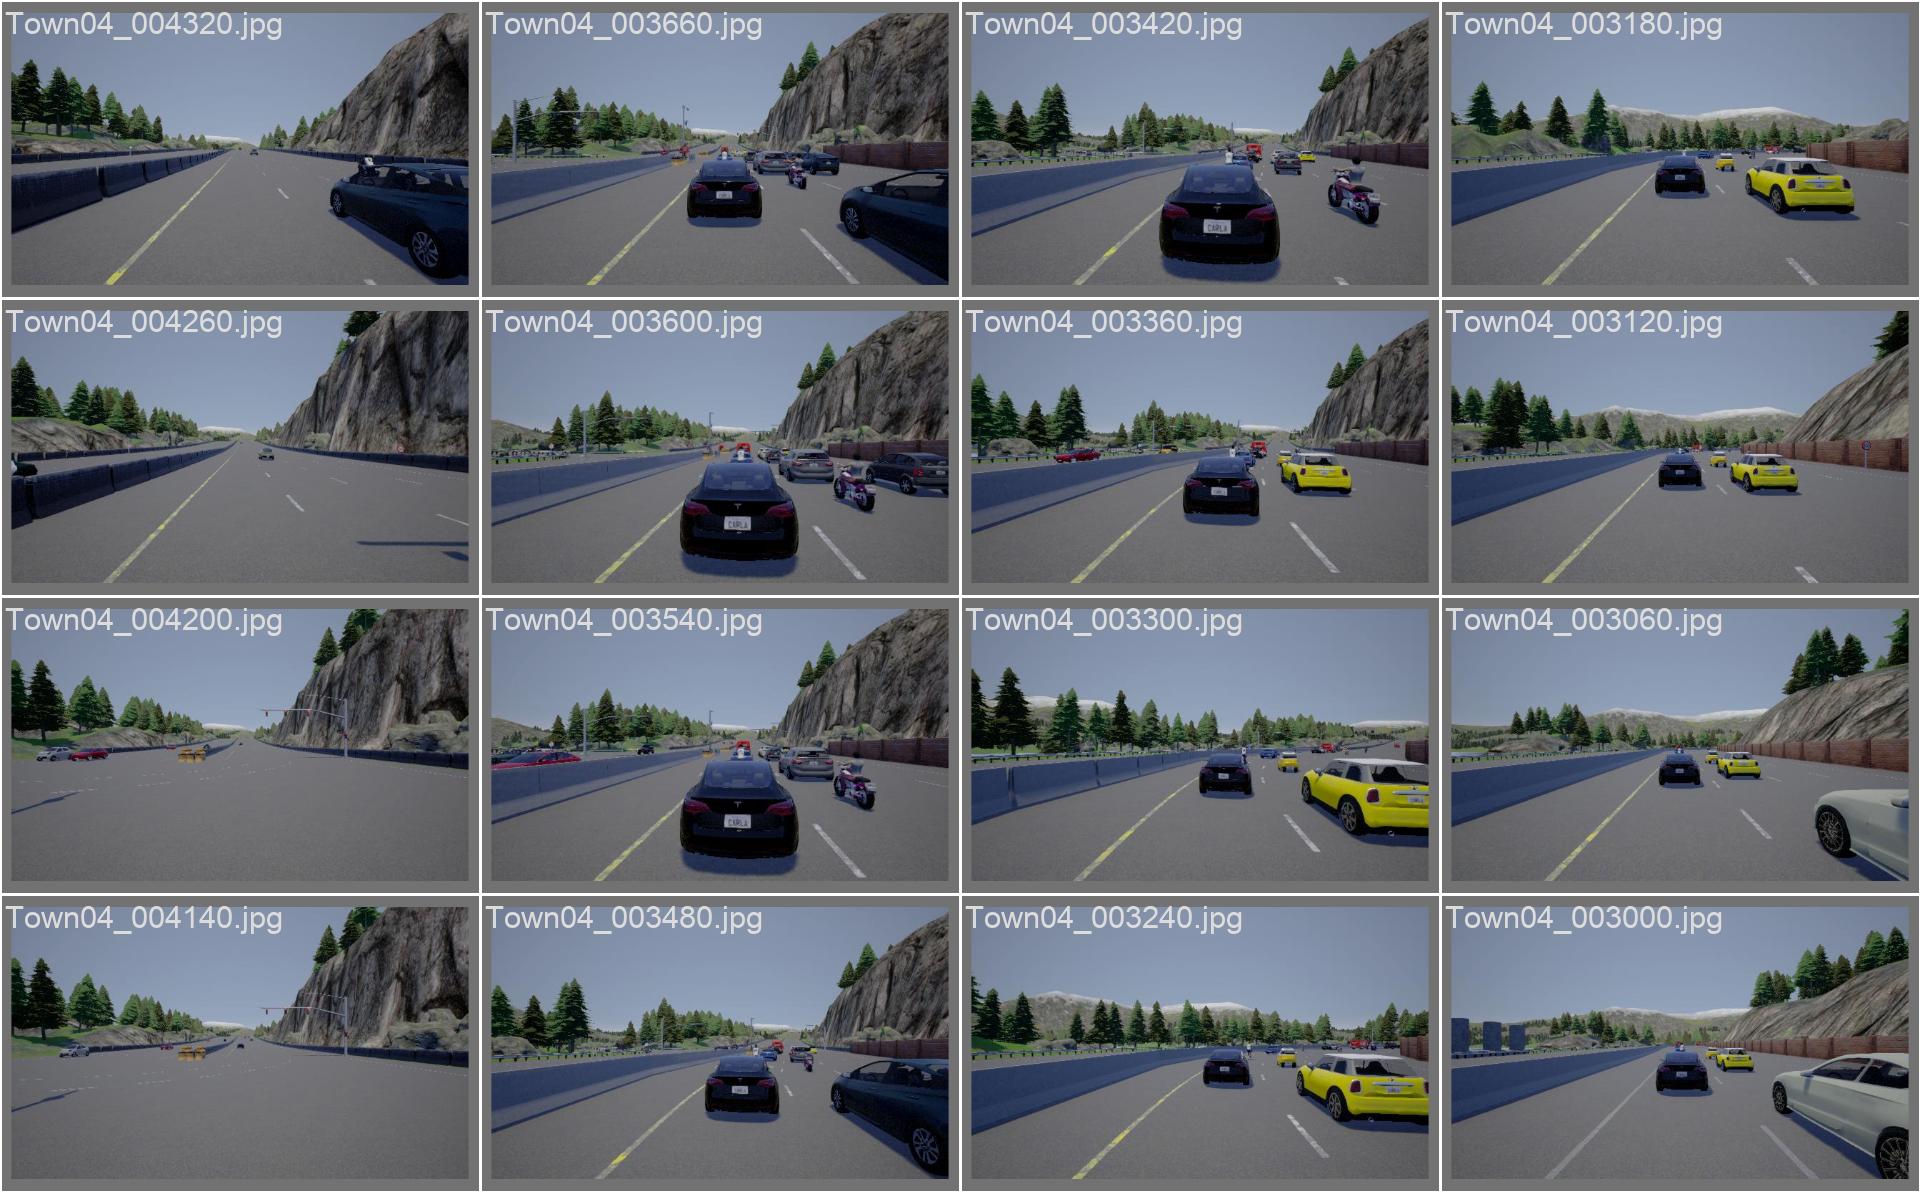 Town04_004320.jpg
Town04_003660.jpg
Town04_003420.jpg
Town04_003180.jpg
CARLA
Town04_004260.jpg
Town04_003600.jpg
Town04_003360.jpg
Town04_003120.jpg
CARLA
Town04_004200.jpg
Town04_003540.jpg
Town04_003300.jpg
Town04_003060.jpg
CARLA
Town04_004140.jpg
Town04_003480.jpg
Town04_003240.jpg
Town04_003000.jpg